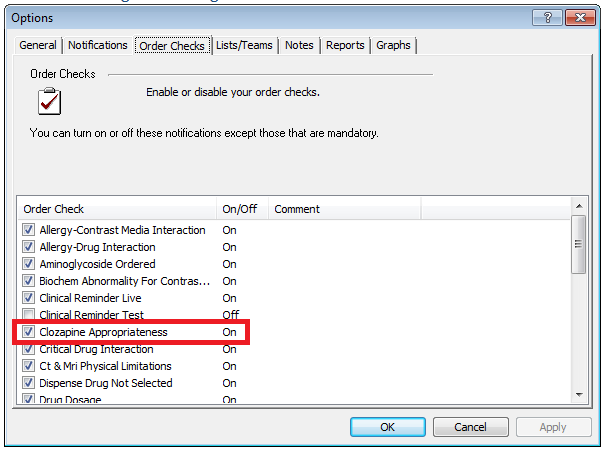 Options
General Notifications Order Checks Lists/Teams Notes Reports Graphs
Order Checks
Enable or disable your order checks.
You can turn on or off these notifications except those that are mandatory.
Order Check On/Off Comment
Allergy-Contrast Media Interaction On
Allergy-Drug Interaction On
Aminoglycoside Ordered On
Biochem Abnormality For Contras... On
Clinical Reminder Live On
Clinical Reminder Test Off
Clozapine Appropriateness On
Critical Drug Interaction On
Ct & Mri Physical Limitations On
Dispense Drug Not Selected On
Drug Dosage On
OK Cancel Apply